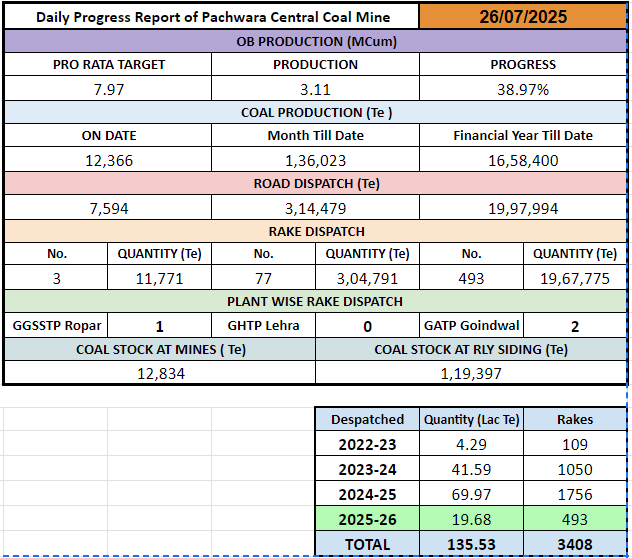 Daily Progress Report of Pachwara Central Coal Mine 26/07/2025
OB PRODUCTION (MCum)
PRO RATA TARGET PRODUCTION PROGRESS
7.97 3.11 38.97%
COAL PRODUCTION (Te )
ON DATE Month Till Date Financial Year Till Date
12,366 1,36,023 16,58,400
ROAD DISPATCH (Te)
7,594 3,14,479 19,97,994
RAKE DISPATCH
No. QUANTITY (Te) No. QUANTITY (Te) No. QUANTITY (Te)
3 11,771 77 3,04,791 493 19,67,775
PLANT WISE RAKE DISPATCH
GGSSTP Ropar 1 GHTP Lehra 0 GATP Goindwal 2
COAL STOCK AT MINES ( Te) COAL STOCK AT RLY SIDING (Te)
12,834 1,19,397
Despatched Quantity (Lac Te) Rakes
2022-23 4.29 109
2023-24 41.59 1050
2024-25 69.97 1756
2025-26 19.68 493
TOTAL 135.53 3408